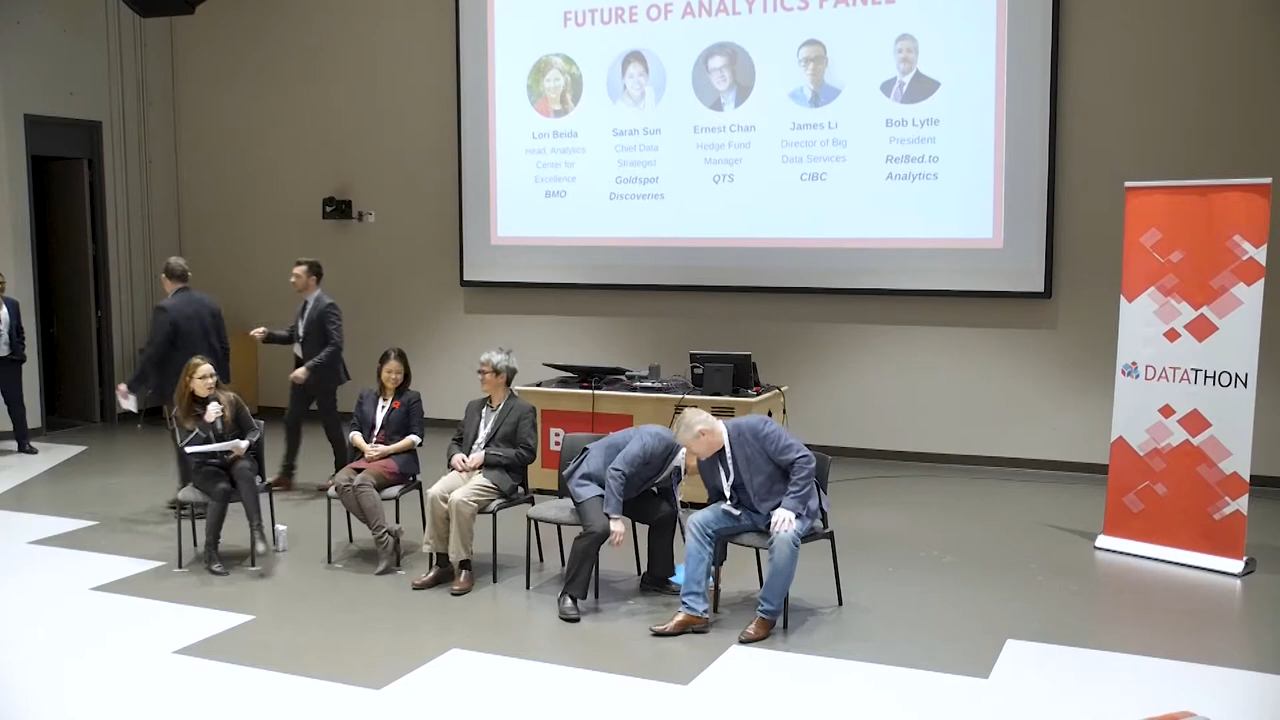 FUTURE OF ANALYTICS PANEL
Lori Beida
Head, Analytics
Center for
Excellence
BMO
Sarah Sun
Chief Data
Strategist
Goldspot
Discoveries
Ernest Chan
Hedge Fund
Manager
QTS
James Li
Director of Big
Data Services
CIBC
Bob Lytle
President
Rel8ed.to
Analytics
DATATHON